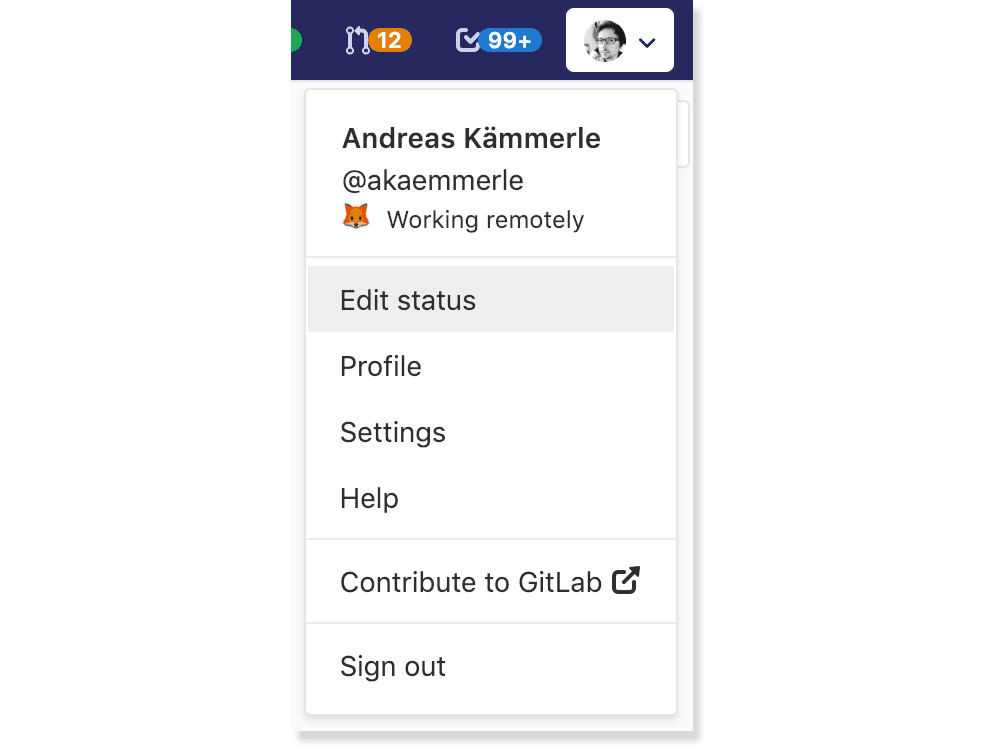 12
99+
Andreas Kämmerle
@akaemmerle
Working remotely
Edit status
Profile
Settings
Help
Contribute to GitLab
Sign out